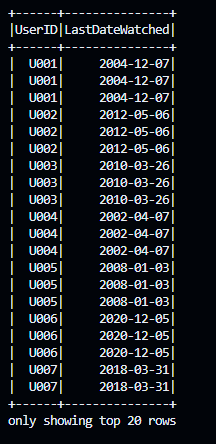 +------+---------------+
|UserID|LastDateWatched|
+------+---------------+
|  U001|     2004-12-07|
|  U001|     2004-12-07|
|  U001|     2004-12-07|
|  U002|     2012-05-06|
|  U002|     2012-05-06|
|  U002|     2012-05-06|
|  U003|     2010-03-26|
|  U003|     2010-03-26|
|  U003|     2010-03-26|
|  U004|     2002-04-07|
|  U004|     2002-04-07|
|  U004|     2002-04-07|
|  U005|     2008-01-03|
|  U005|     2008-01-03|
|  U005|     2008-01-03|
|  U006|     2020-12-05|
|  U006|     2020-12-05|
|  U006|     2020-12-05|
|  U007|     2018-03-31|
|  U007|     2018-03-31|
+------+---------------+
only showing top 20 rows